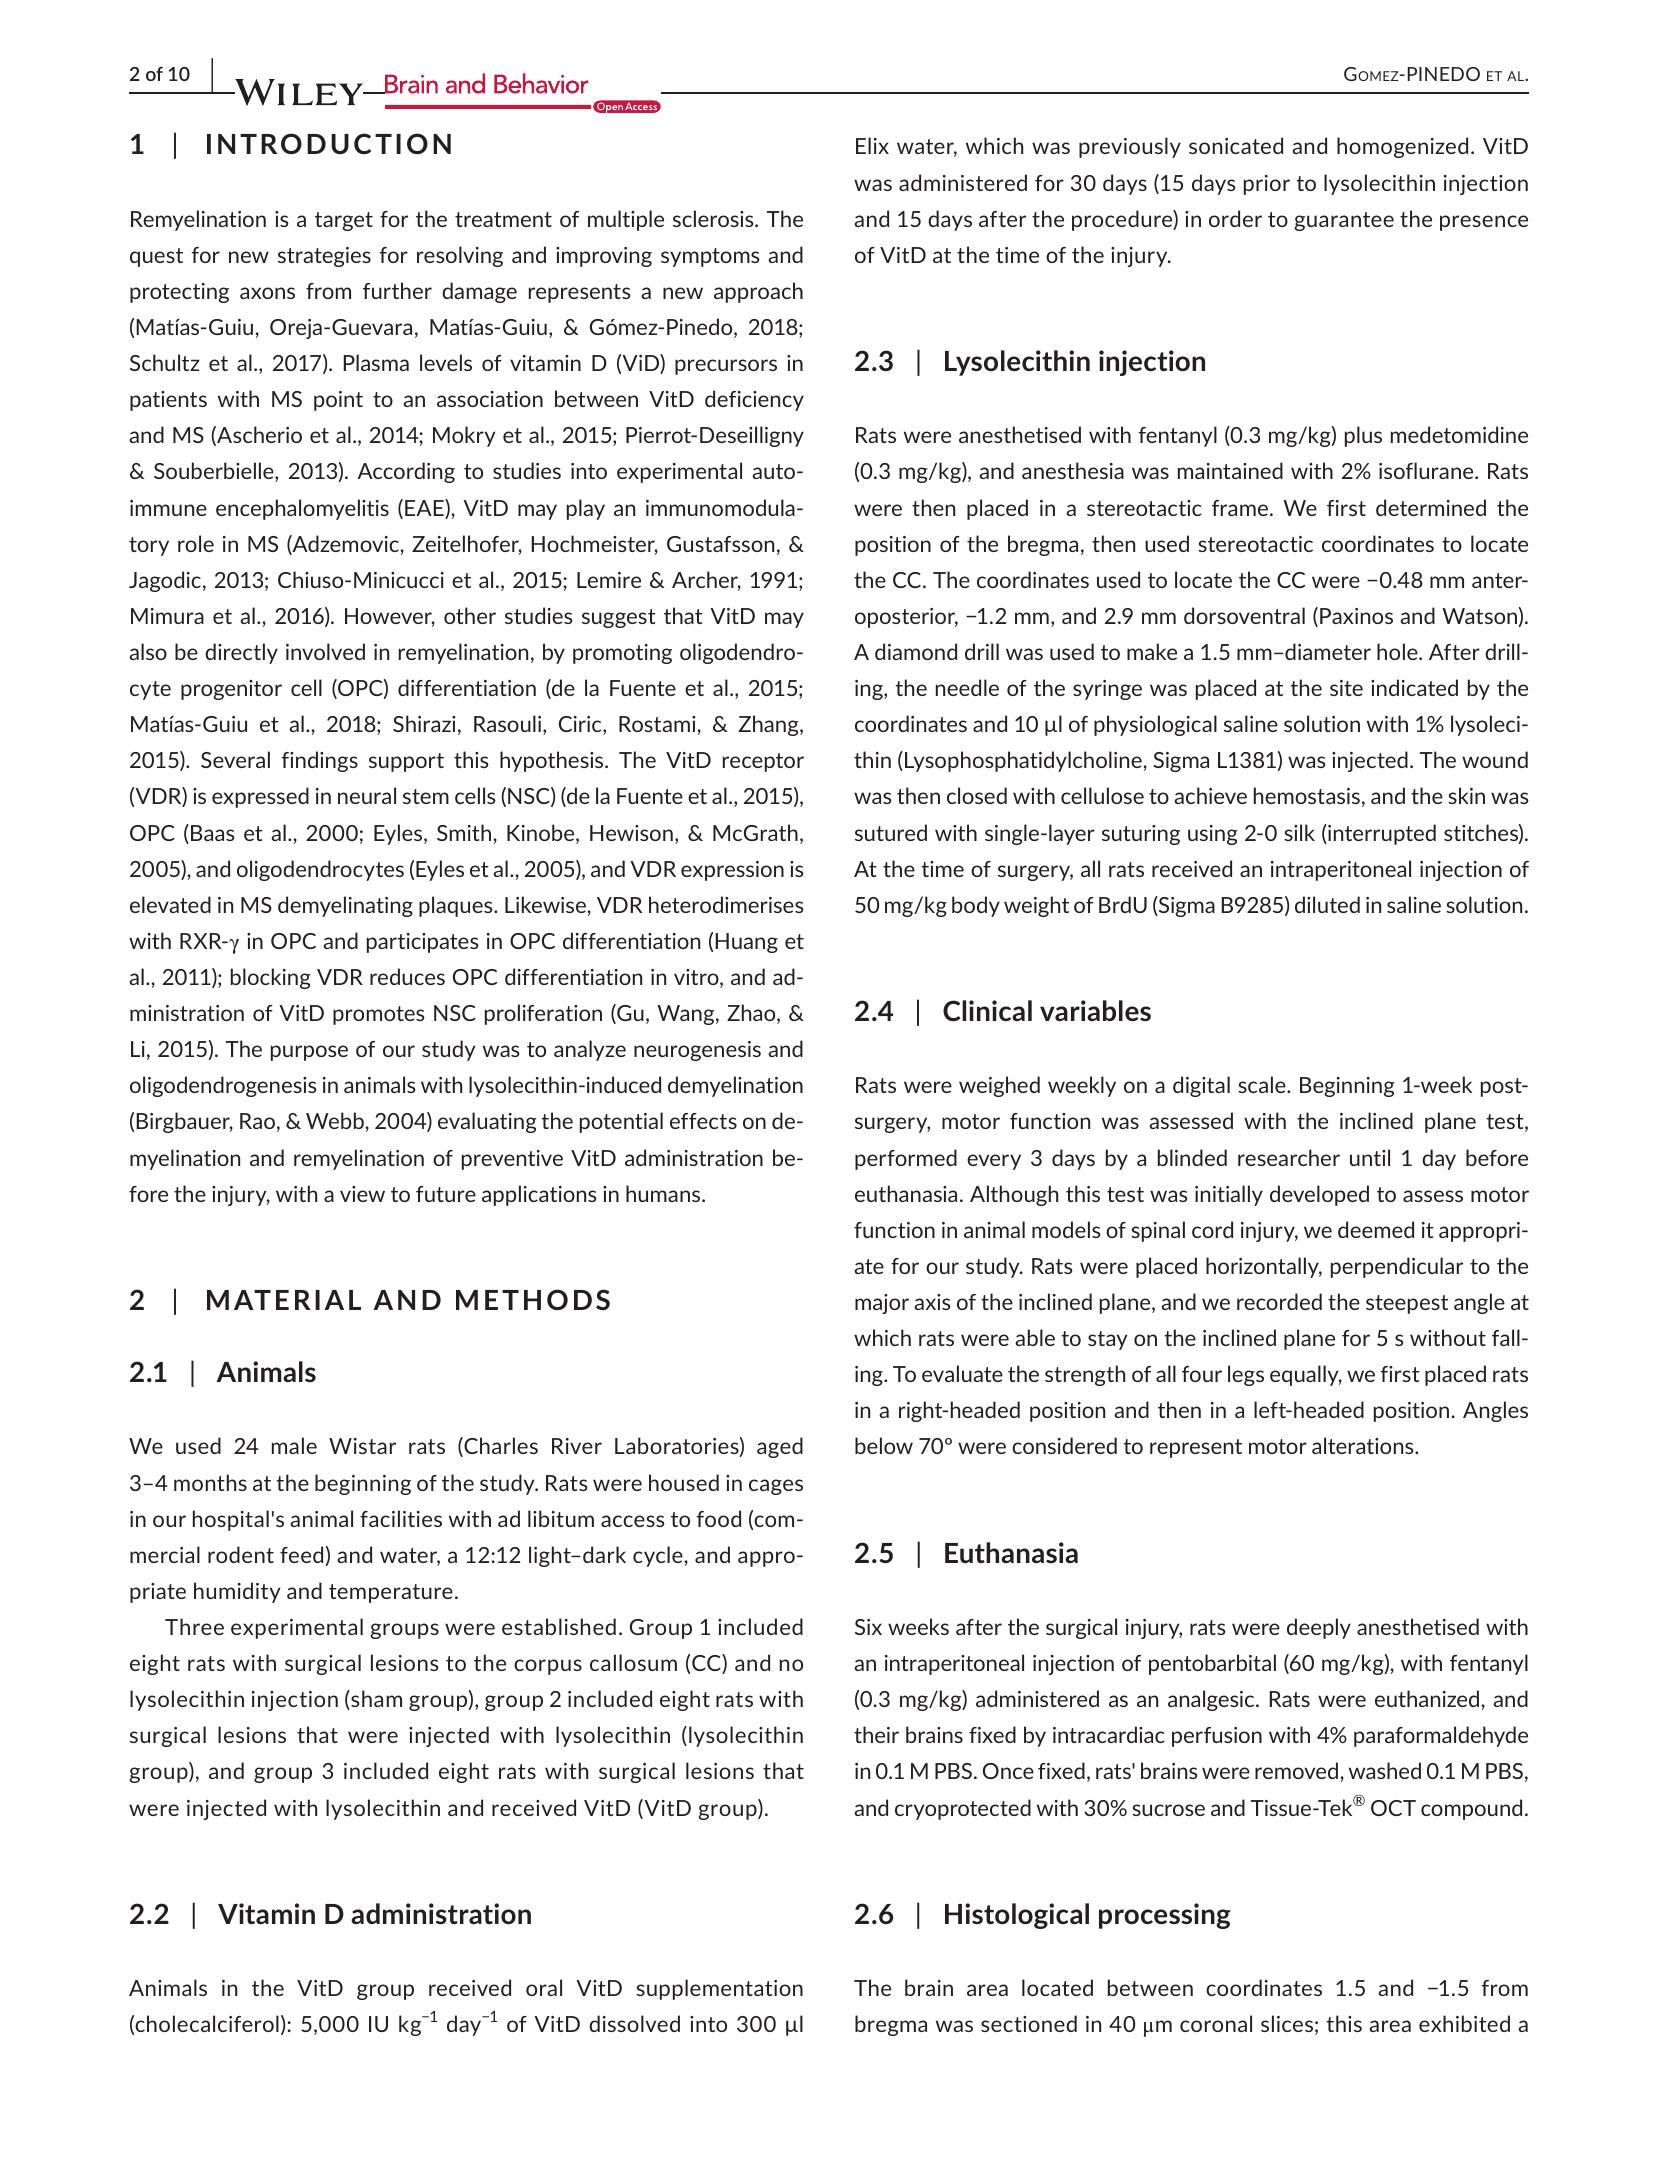 2 of 10
WILEY
Brain and Behavior
Open Access
GOMEZ-PINEDO ET AL.
1 | INTRODUCTION
Remyelination is a target for the treatment of multiple sclerosis. The
quest for new strategies for resolving and improving symptoms and
protecting axons from further damage represents a new approach
(Matías-Guiu, Oreja-Guevara, Matías-Guiu, & Gómez-Pinedo, 2018;
Schultz et al., 2017). Plasma levels of vitamin D (ViD) precursors in
patients with MS point to an association between VitD deficiency
and MS (Ascherio et al., 2014; Mokry et al., 2015; Pierrot-Deseilligny
& Souberbielle, 2013). According to studies into experimental auto-
immune encephalomyelitis (EAE), VitD may play an immunomodula-
tory role in MS (Adzemovic, Zeitelhofer, Hochmeister, Gustafsson, &
Jagodic, 2013; Chiuso-Minicucci et al., 2015; Lemire & Archer, 1991;
Mimura et al., 2016). However, other studies suggest that VitD may
also be directly involved in remyelination, by promoting oligodendro-
cyte progenitor cell (OPC) differentiation (de la Fuente et al., 2015;
Matías-Guiu et al., 2018; Shirazi, Rasouli, Ciric, Rostami, & Zhang,
2015). Several findings support this hypothesis. The VitD receptor
(VDR) is expressed in neural stem cells (NSC) (de la Fuente et al., 2015),
OPC (Baas et al., 2000; Eyles, Smith, Kinobe, Hewison, & McGrath,
2005), and oligodendrocytes (Eyles et al., 2005), and VDR expression is
elevated in MS demyelinating plaques. Likewise, VDR heterodimerises
with RXR-γ in OPC and participates in OPC differentiation (Huang et
al., 2011); blocking VDR reduces OPC differentiation in vitro, and ad-
ministration of VitD promotes NSC proliferation (Gu, Wang, Zhao, &
Li, 2015). The purpose of our study was to analyze neurogenesis and
oligodendrogenesis in animals with lysolecithin-induced demyelination
(Birgbauer, Rao, & Webb, 2004) evaluating the potential effects on de-
myelination and remyelination of preventive VitD administration be-
fore the injury, with a view to future applications in humans.
2 | MATERIAL AND METHODS
2.1 | Animals
We used 24 male Wistar rats (Charles River Laboratories) aged
3–4 months at the beginning of the study. Rats were housed in cages
in our hospital's animal facilities with ad libitum access to food (com-
mercial rodent feed) and water, a 12:12 light–dark cycle, and appro-
priate humidity and temperature.
Three experimental groups were established. Group 1 included
eight rats with surgical lesions to the corpus callosum (CC) and no
lysolecithin injection (sham group), group 2 included eight rats with
surgical lesions that were injected with lysolecithin (lysolecithin
group), and group 3 included eight rats with surgical lesions that
were injected with lysolecithin and received VitD (VitD group).
2.2 | Vitamin D administration
Animals in the VitD group received oral VitD supplementation
(cholecalciferol): 5,000 IU kg⁻¹ day⁻¹ of VitD dissolved into 300 µl
Elix water, which was previously sonicated and homogenized. VitD
was administered for 30 days (15 days prior to lysolecithin injection
and 15 days after the procedure) in order to guarantee the presence
of VitD at the time of the injury.
2.3 | Lysolecithin injection
Rats were anesthetised with fentanyl (0.3 mg/kg) plus medetomidine
(0.3 mg/kg), and anesthesia was maintained with 2% isoflurane. Rats
were then placed in a stereotactic frame. We first determined the
position of the bregma, then used stereotactic coordinates to locate
the CC. The coordinates used to locate the CC were −0.48 mm anter-
oposterior, −1.2 mm, and 2.9 mm dorsoventral (Paxinos and Watson).
A diamond drill was used to make a 1.5 mm–diameter hole. After drill-
ing, the needle of the syringe was placed at the site indicated by the
coordinates and 10 µl of physiological saline solution with 1% lysoleci-
thin (Lysophosphatidylcholine, Sigma L1381) was injected. The wound
was then closed with cellulose to achieve hemostasis, and the skin was
sutured with single-layer suturing using 2-0 silk (interrupted stitches).
At the time of surgery, all rats received an intraperitoneal injection of
50 mg/kg body weight of BrdU (Sigma B9285) diluted in saline solution.
2.4 | Clinical variables
Rats were weighed weekly on a digital scale. Beginning 1-week post-
surgery, motor function was assessed with the inclined plane test,
performed every 3 days by a blinded researcher until 1 day before
euthanasia. Although this test was initially developed to assess motor
function in animal models of spinal cord injury, we deemed it appropri-
ate for our study. Rats were placed horizontally, perpendicular to the
major axis of the inclined plane, and we recorded the steepest angle at
which rats were able to stay on the inclined plane for 5 s without fall-
ing. To evaluate the strength of all four legs equally, we first placed rats
in a right-headed position and then in a left-headed position. Angles
below 70° were considered to represent motor alterations.
2.5 | Euthanasia
Six weeks after the surgical injury, rats were deeply anesthetised with
an intraperitoneal injection of pentobarbital (60 mg/kg), with fentanyl
(0.3 mg/kg) administered as an analgesic. Rats were euthanized, and
their brains fixed by intracardiac perfusion with 4% paraformaldehyde
in 0.1 M PBS. Once fixed, rats' brains were removed, washed 0.1 M PBS,
and cryoprotected with 30% sucrose and Tissue-Tek® OCT compound.
2.6 | Histological processing
The brain area located between coordinates 1.5 and −1.5 from
bregma was sectioned in 40 µm coronal slices; this area exhibited a